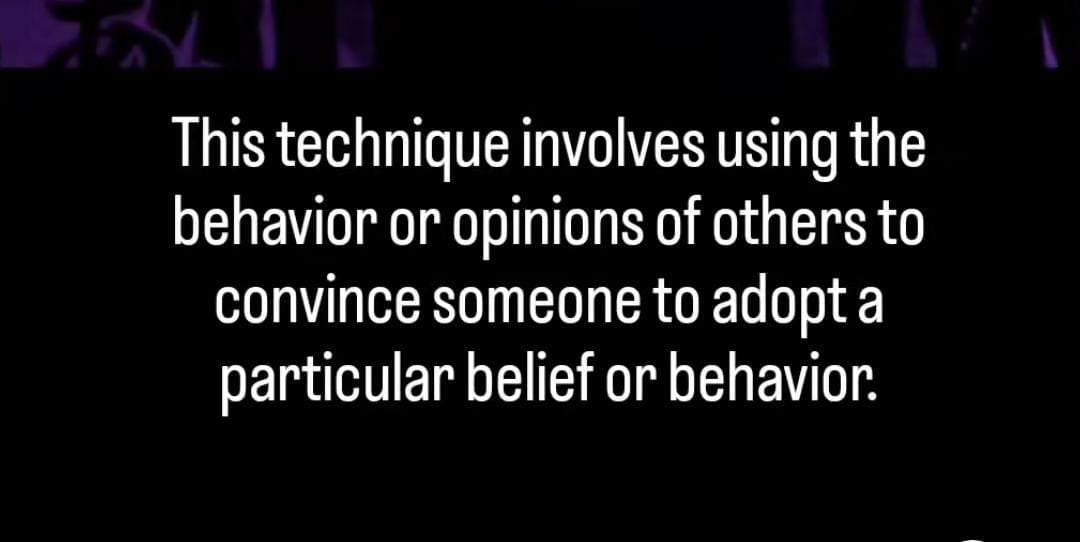 This technique involves using the
behavior or opinions of others to
convince someone to adopt a
particular belief or behavior.